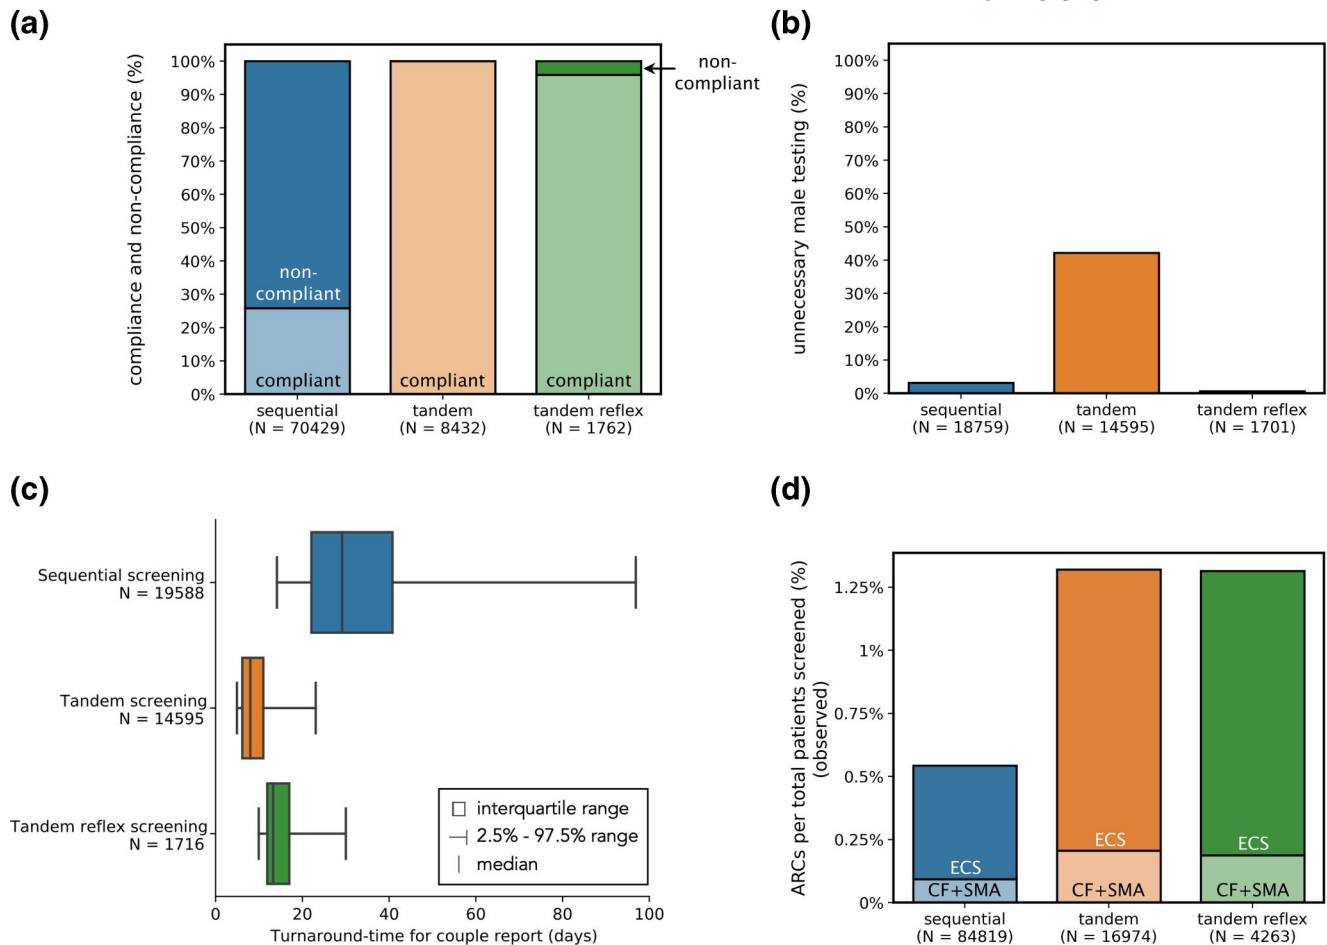 (a)
compliance and non-compliance (%)
100%
90%
80%
70%
60%
50%
40%
30%
20%
10%
0%
non-
compliant
compliant
compliant
compliant
non-
compliant
sequential
(N = 70429)
tandem
(N = 8432)
tandem reflex
(N = 1762)
(b)
unnecessary male testing (%)
100%
90%
80%
70%
60%
50%
40%
30%
20%
10%
0%
sequential
(N = 18759)
tandem
(N = 14595)
tandem reflex
(N = 1701)
(c)
Sequential screening
N = 19588
Tandem screening
N = 14595
Tandem reflex screening
N = 1716
interquartile range
2.5% - 97.5% range
median
0 20 40 60 80 100
Turnaround-time for couple report (days)
(d)
ARCs per total patients screened (%)
(observed)
1.25%
1%
0.75%
0.5%
0.25%
0%
ECS
CF+SMA
ECS
CF+SMA
ECS
CF+SMA
sequential
(N = 84819)
tandem
(N = 16974)
tandem reflex
(N = 4263)